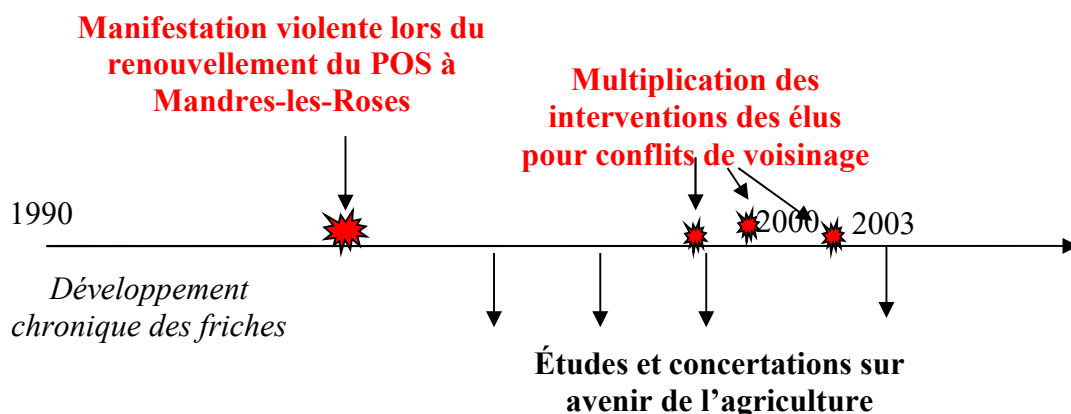 Manifestation violente lors du
renouvellement du POS à
Mandres-les-Roses
Multiplication des
interventions des élus
pour conflits de voisinage
1990
2000
2003
Développement
chronique des friches
Études et concertations sur
avenir de l’agriculture